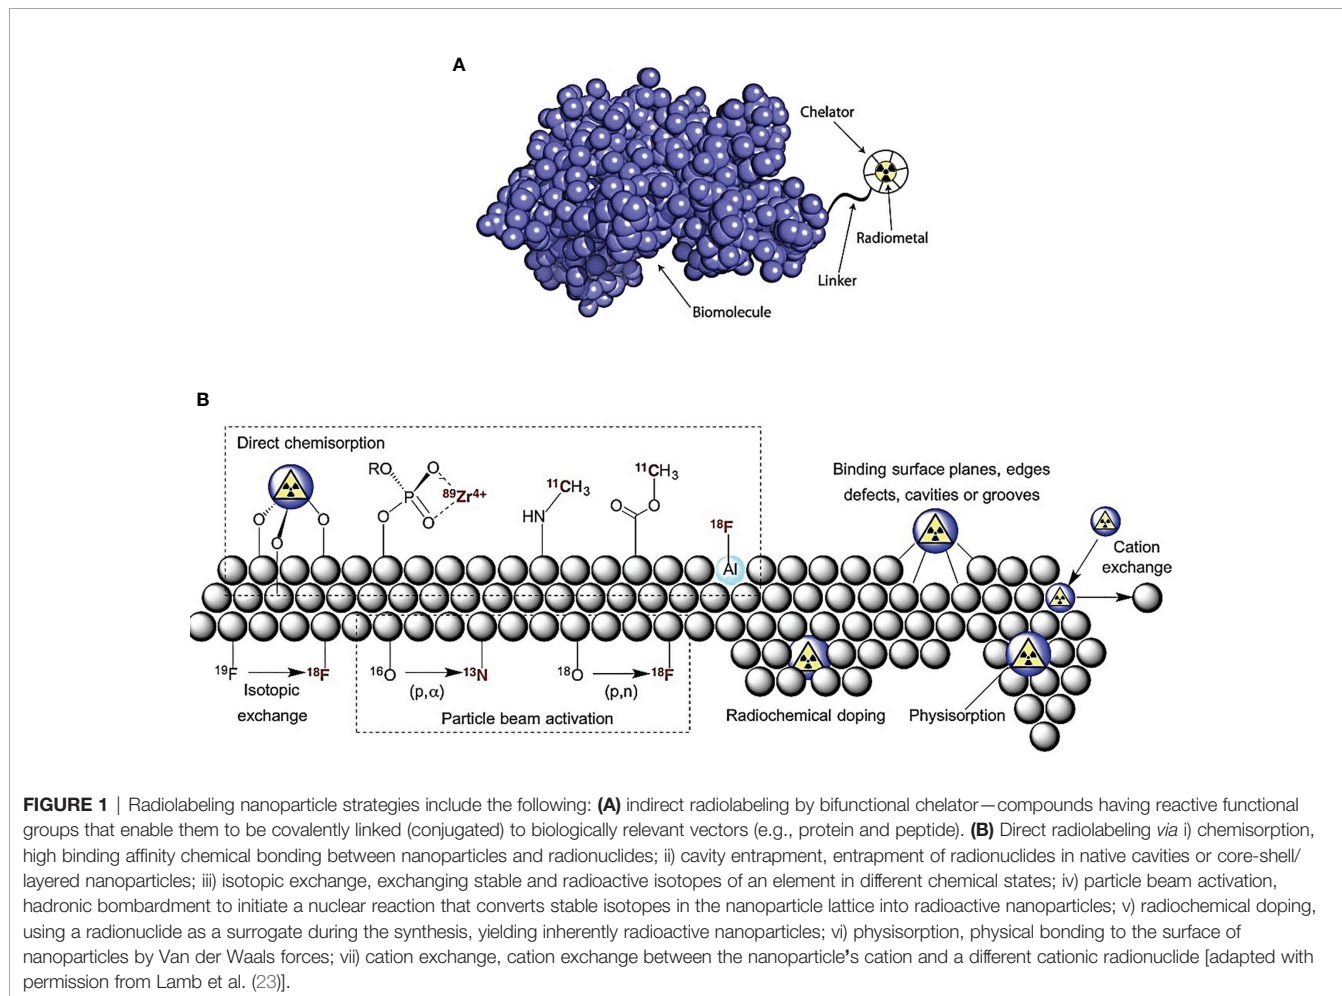 A
Chelator
Radiometal
Linker
Biomolecule
B
Direct chemisorption
RO
O
P
O
O
89Zr4+
11CH3
HN
11CH3
O
O
18F
Al
O
O
O
Binding surface planes, edges
defects, cavities or grooves
Cation
exchange
19F
18F
Isotopic
exchange
16O
(p,α)
13N
18O
(p,n)
18F
Particle beam activation
Radiochemical doping
Physisorption
FIGURE 1 | Radiolabeling nanoparticle strategies include the following: (A) indirect radiolabeling by bifunctional chelator—compounds having reactive functional
groups that enable them to be covalently linked (conjugated) to biologically relevant vectors (e.g., protein and peptide). (B) Direct radiolabeling via i) chemisorption,
high binding affinity chemical bonding between nanoparticles and radionuclides; ii) cavity entrapment, entrapment of radionuclides in native cavities or core-shell/
layered nanoparticles; iii) isotopic exchange, exchanging stable and radioactive isotopes of an element in different chemical states; iv) particle beam activation,
hadronic bombardment to initiate a nuclear reaction that converts stable isotopes in the nanoparticle lattice into radioactive nanoparticles; v) radiochemical doping,
using a radionuclide as a surrogate during the synthesis, yielding inherently radioactive nanoparticles; vi) physisorption, physical bonding to the surface of
nanoparticles by Van der Waals forces; vii) cation exchange, cation exchange between the nanoparticle's cation and a different cationic radionuclide [adapted with
permission from Lamb et al. (23)].